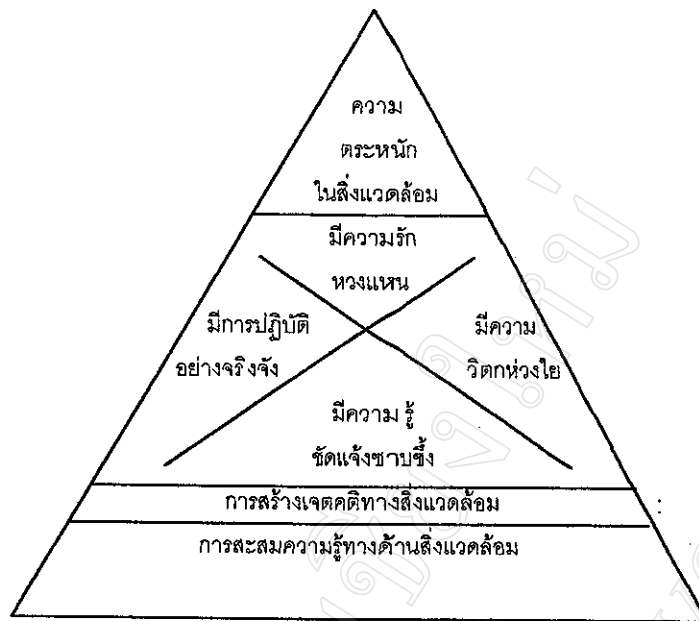 ความ
ตระหนัก
ในสิ่งแวดล้อม
มีความรัก
หวงแหน
มีการปฏิบัติ
อย่างจริงจัง
มีความ
วิตกห่วงใย
มีความ รู้
ชัดแจ้งซาบซึ้ง
การสร้างเจตคติทางสิ่งแวดล้อม
การสะสมความรู้ทางด้านสิ่งแวดล้อม